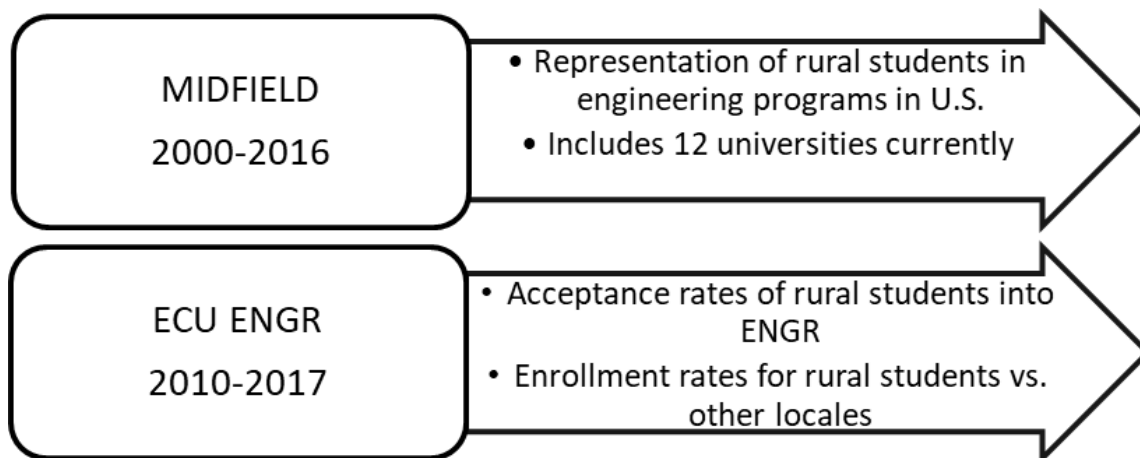 MIDFIELD
2000-2016
• Representation of rural students in
engineering programs in U.S.
• Includes 12 universities currently
ECU ENGR
2010-2017
• Acceptance rates of rural students into
ENGR
• Enrollment rates for rural students vs.
other locales